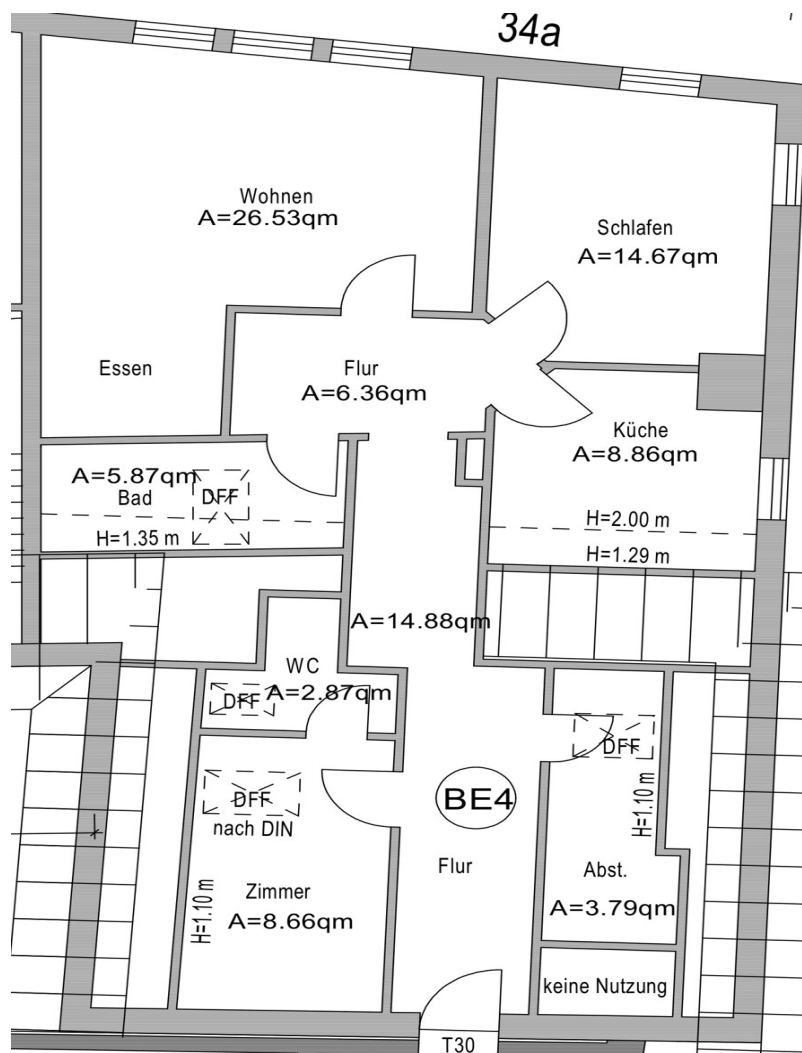 34a
Wohnen
A=26.53qm
Schlafen
A=14.67qm
Essen
Flur
A=6.36qm
Küche
A=8.86qm
A=5.87qm
Bad
DFF
H=1.35 m
H=2.00 m
H=1.29 m
A=14.88qm
WC
A=2.87qm
DFF
DFF
nach DIN
DFF
H=1.10 m
BE4
Flur
Abst.
A=3.79qm
Zimmer
A=8.66qm
H=1.10 m
keine Nutzung
T30